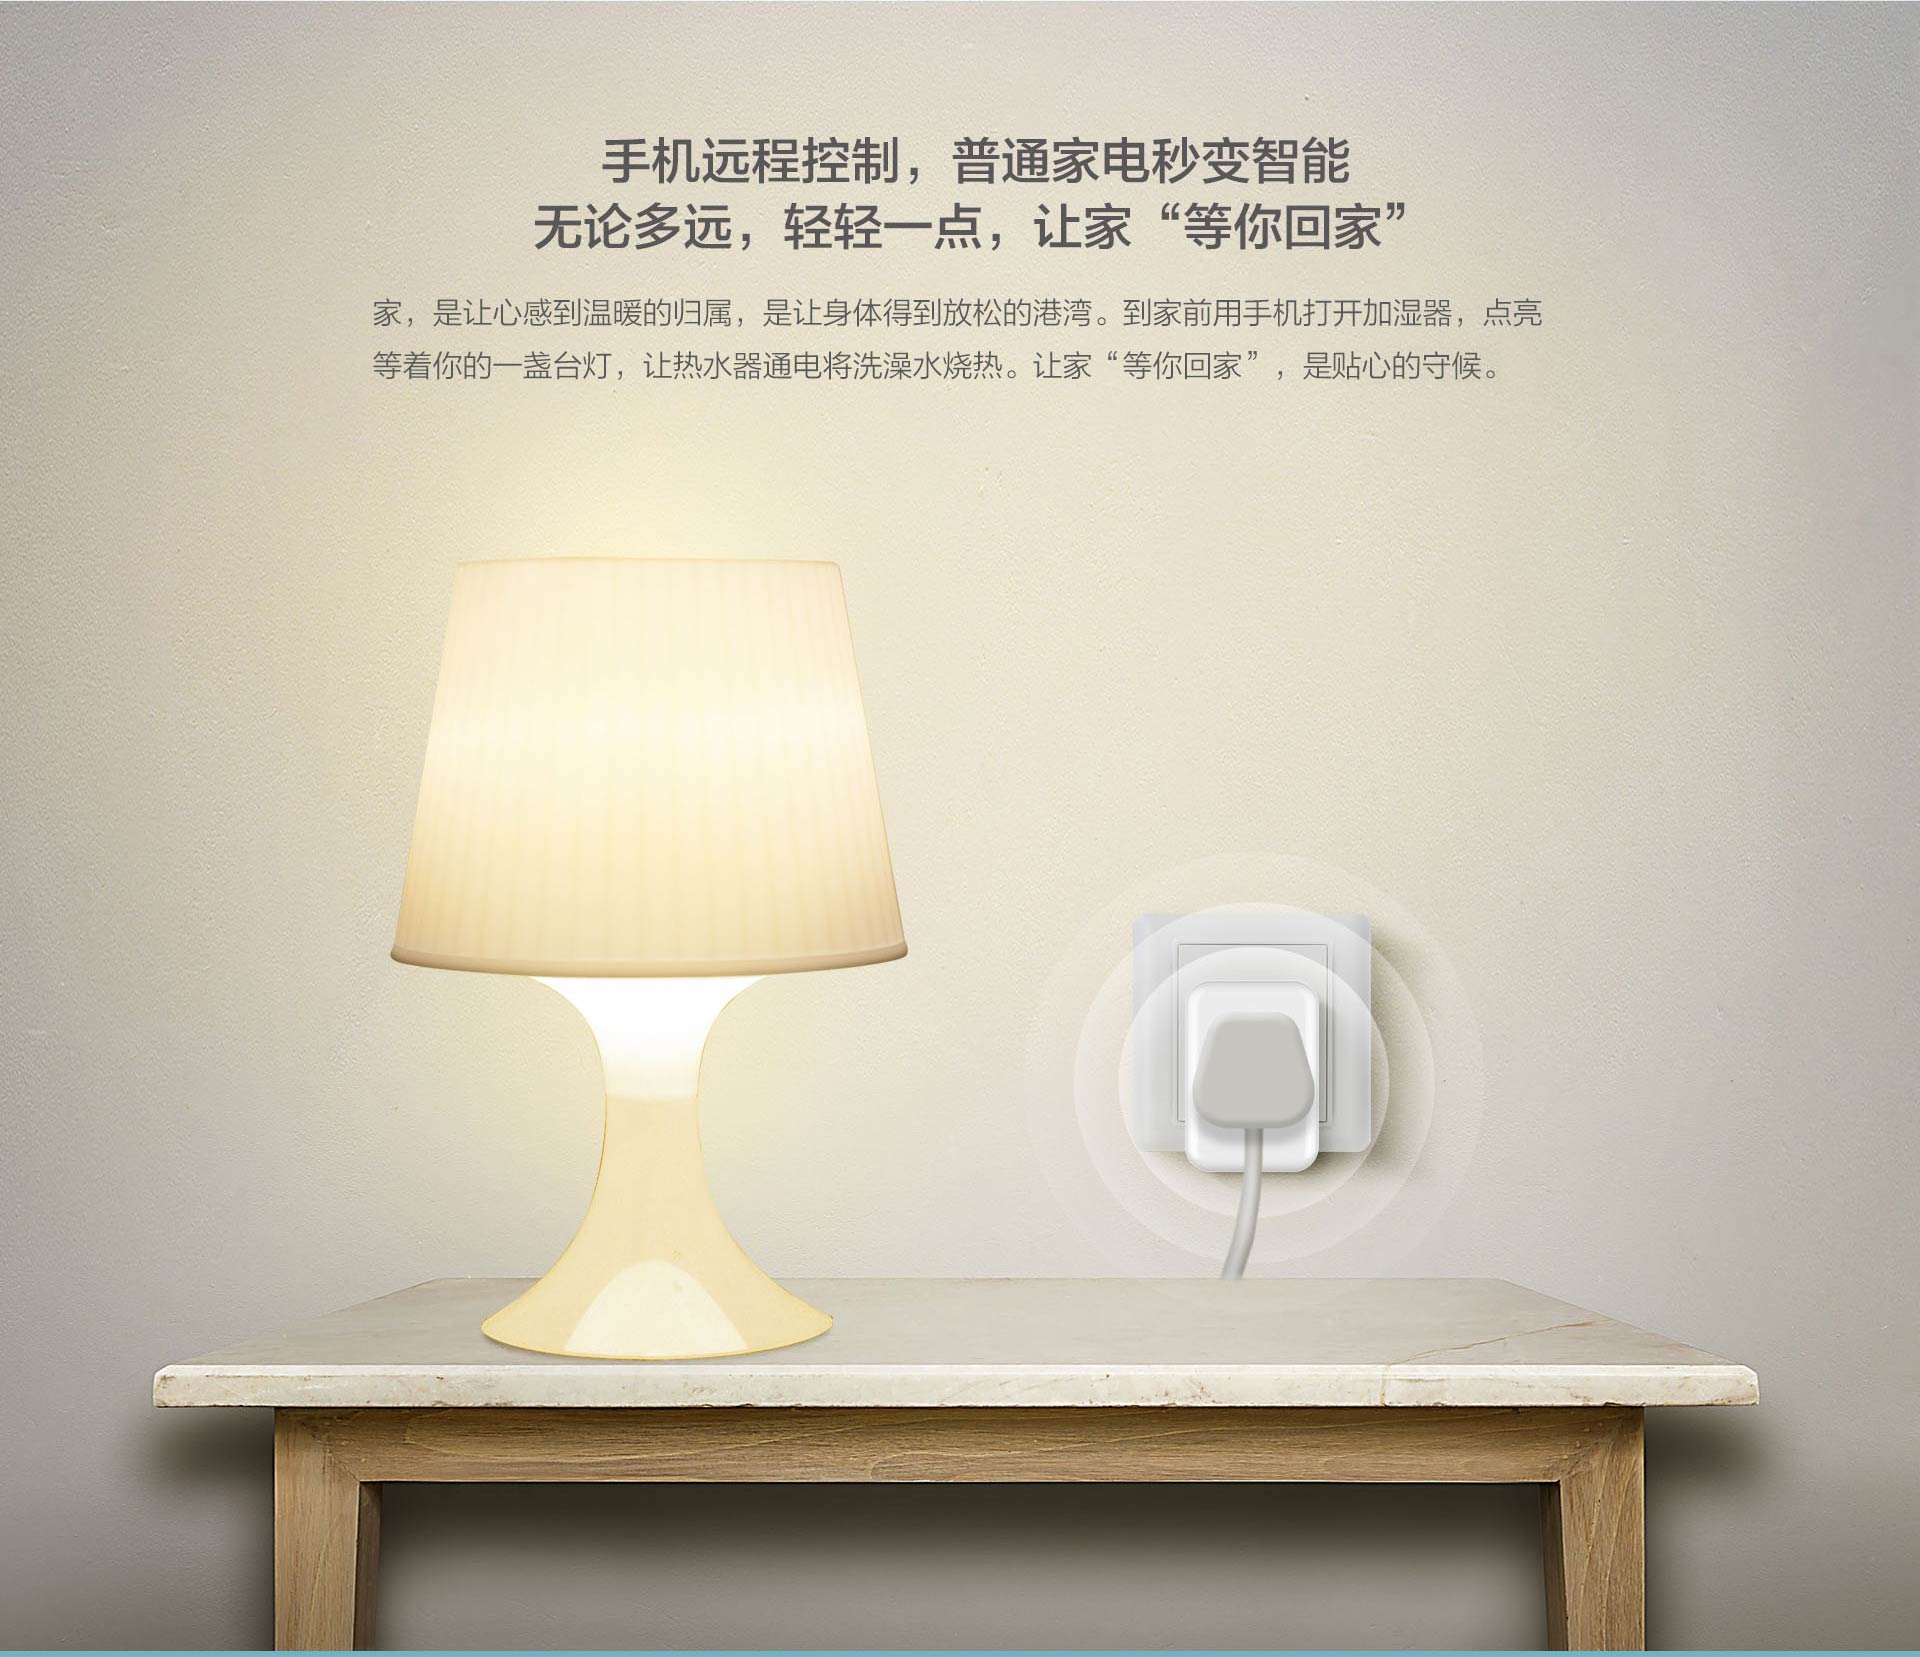 手机远程控制，普通家电秒变智能
无论多远，轻轻一点，让家“等你回家”
家，是让心感到温暖的归属，是让身体得到放松的港湾。到家前用手机打开加湿器，点亮
等着你的一盏台灯，让热水器通电将洗澡水烧热。让家“等你回家”，是贴心的守候。